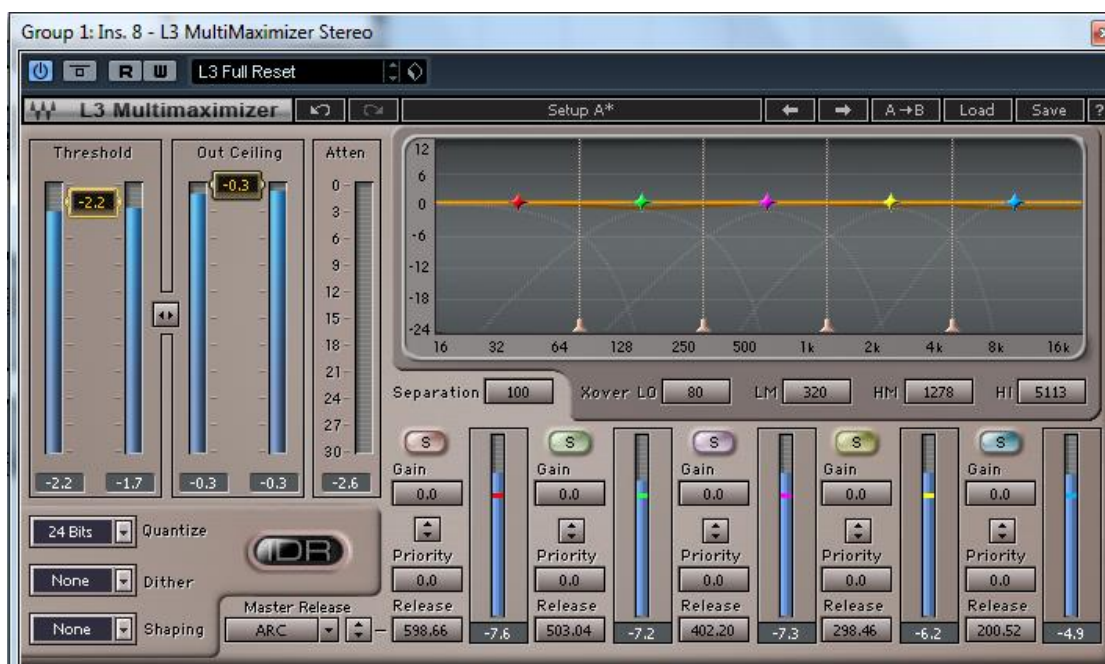 Group 1: Ins. 8 - L3 MultiMaximizer Stereo
R W L3 Full Reset
L3 Multimaximizer Setup A* A→B Load Save ?
Threshold Out Ceiling Atten
-2.2 -0.3
0
3
6
9
12
15
18
21
24
27
30
-2.2 -1.7 -0.3 -0.3 -2.6
12
6
0
-6
-12
-18
-24
16 32 64 128 250 500 1k 2k 4k 8k 16k
Separation 100 Xover LO 80 LM 320 HM 1278 HI 5113
S S S S S
Gain Gain Gain Gain Gain
0.0 0.0 0.0 0.0 0.0
Priority Priority Priority Priority Priority
0.0 0.0 0.0 0.0 0.0
Release Release Release Release Release
598.66 -7.6 503.04 -7.2 402.20 -7.3 298.46 -6.2 200.52 -4.9
24 Bits Quantize
IDR
None Dither
Master Release
None Shaping ARC